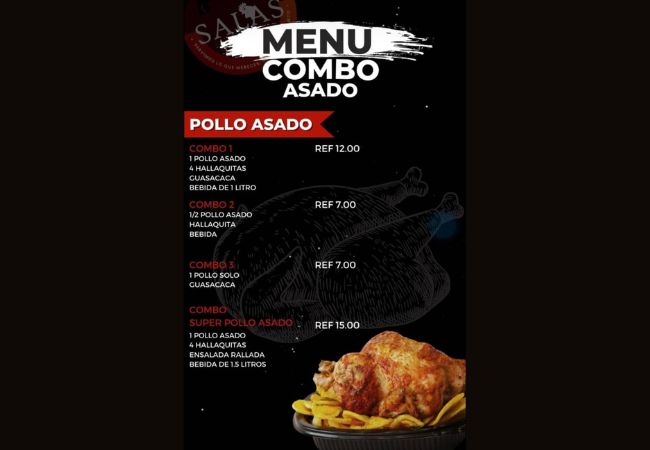 SALAS
MENU
COMBO
ASADO
POLLO ASADO
COMBO 1 REF 12.00
1 POLLO ASADO
4 HALLAQUITAS
GUASACACA
BEBIDA DE 1 LITRO
COMBO 2 REF 7.00
1/2 POLLO ASADO
HALLAQUITA
BEBIDA
COMBO 3 REF 7.00
1 POLLO SOLO
GUASACACA
COMBO
SUPER POLLO ASADO REF 15.00
1 POLLO ASADO
4 HALLAQUITAS
ENSALADA RALLADA
BEBIDA DE 1.5 LITROS